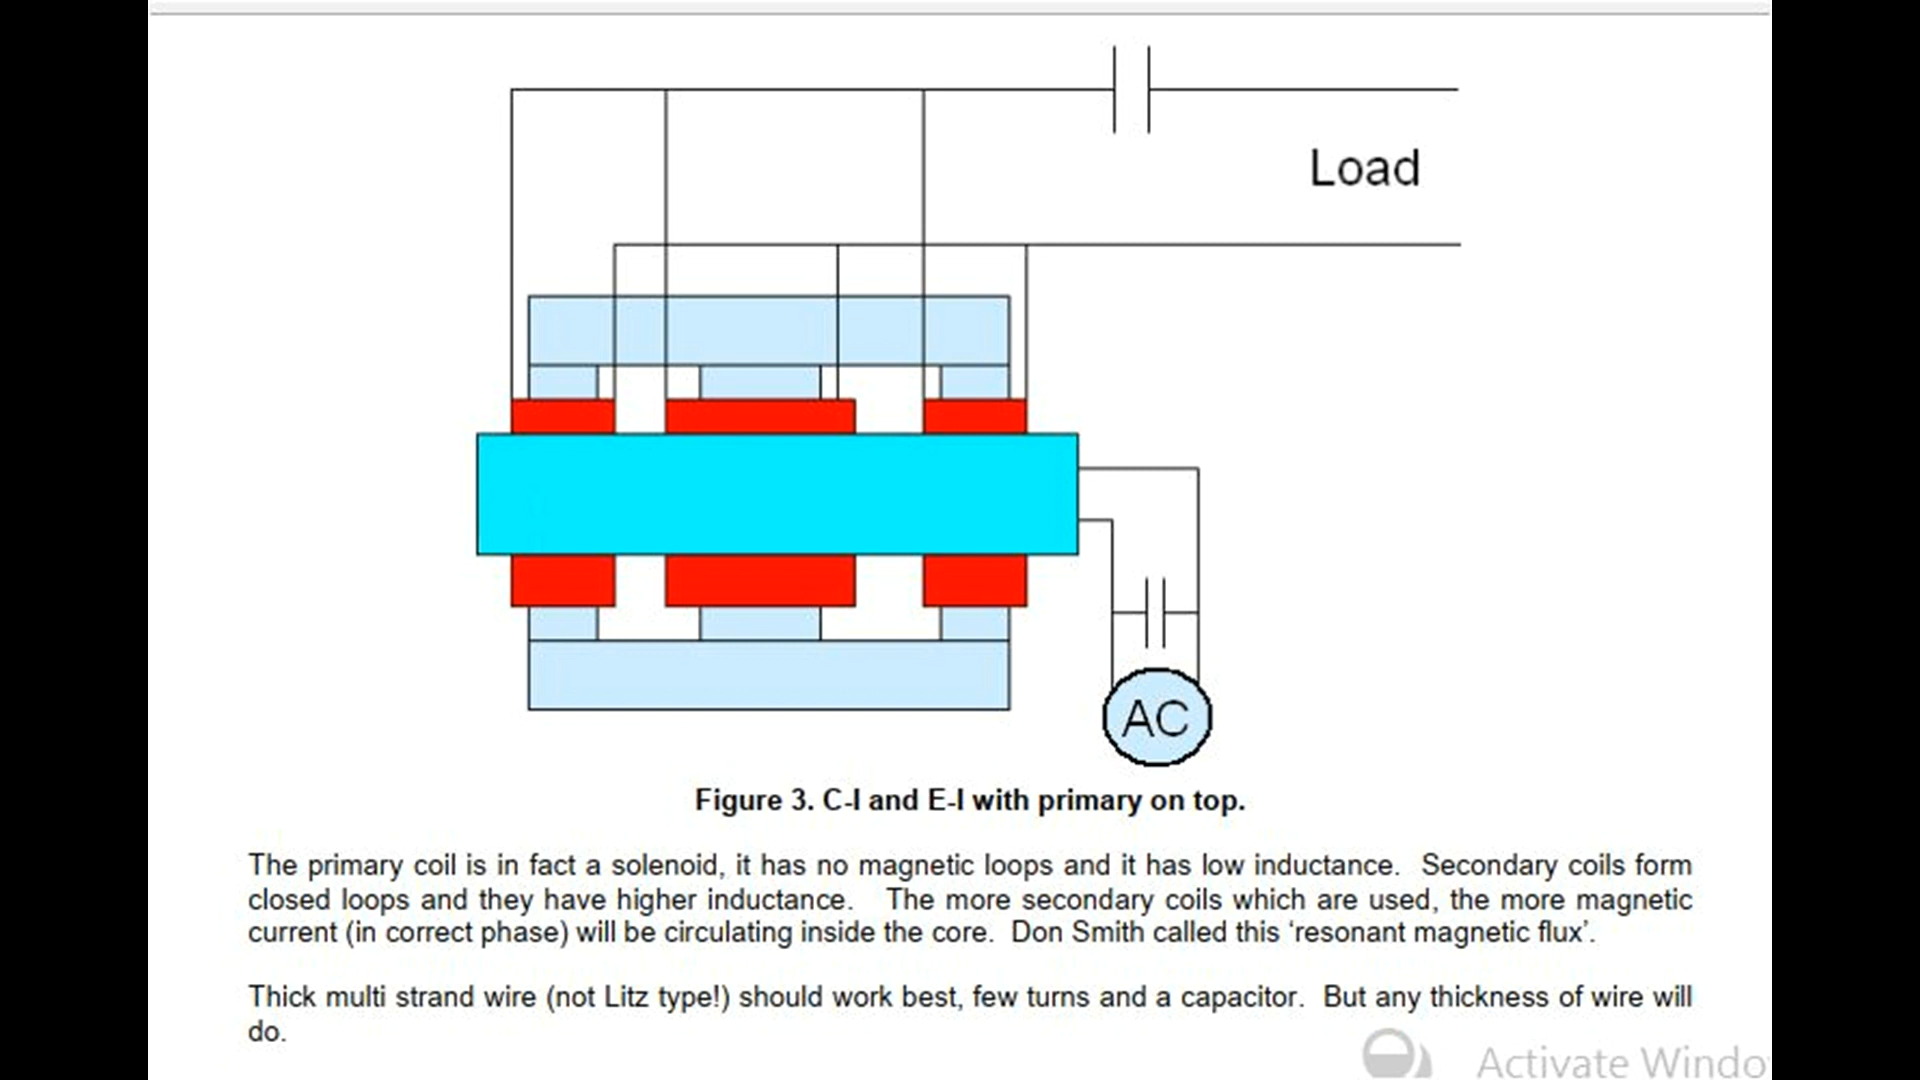 Load
AC
Figure 3. C-I and E-I with primary on top.
The primary coil is in fact a solenoid, it has no magnetic loops and it has low inductance. Secondary coils form
closed loops and they have higher inductance. The more secondary coils which are used, the more magnetic
current (in correct phase) will be circulating inside the core. Don Smith called this ‘resonant magnetic flux’.
Thick multi strand wire (not Litz type!) should work best, few turns and a capacitor. But any thickness of wire will
do.
Activate Windo